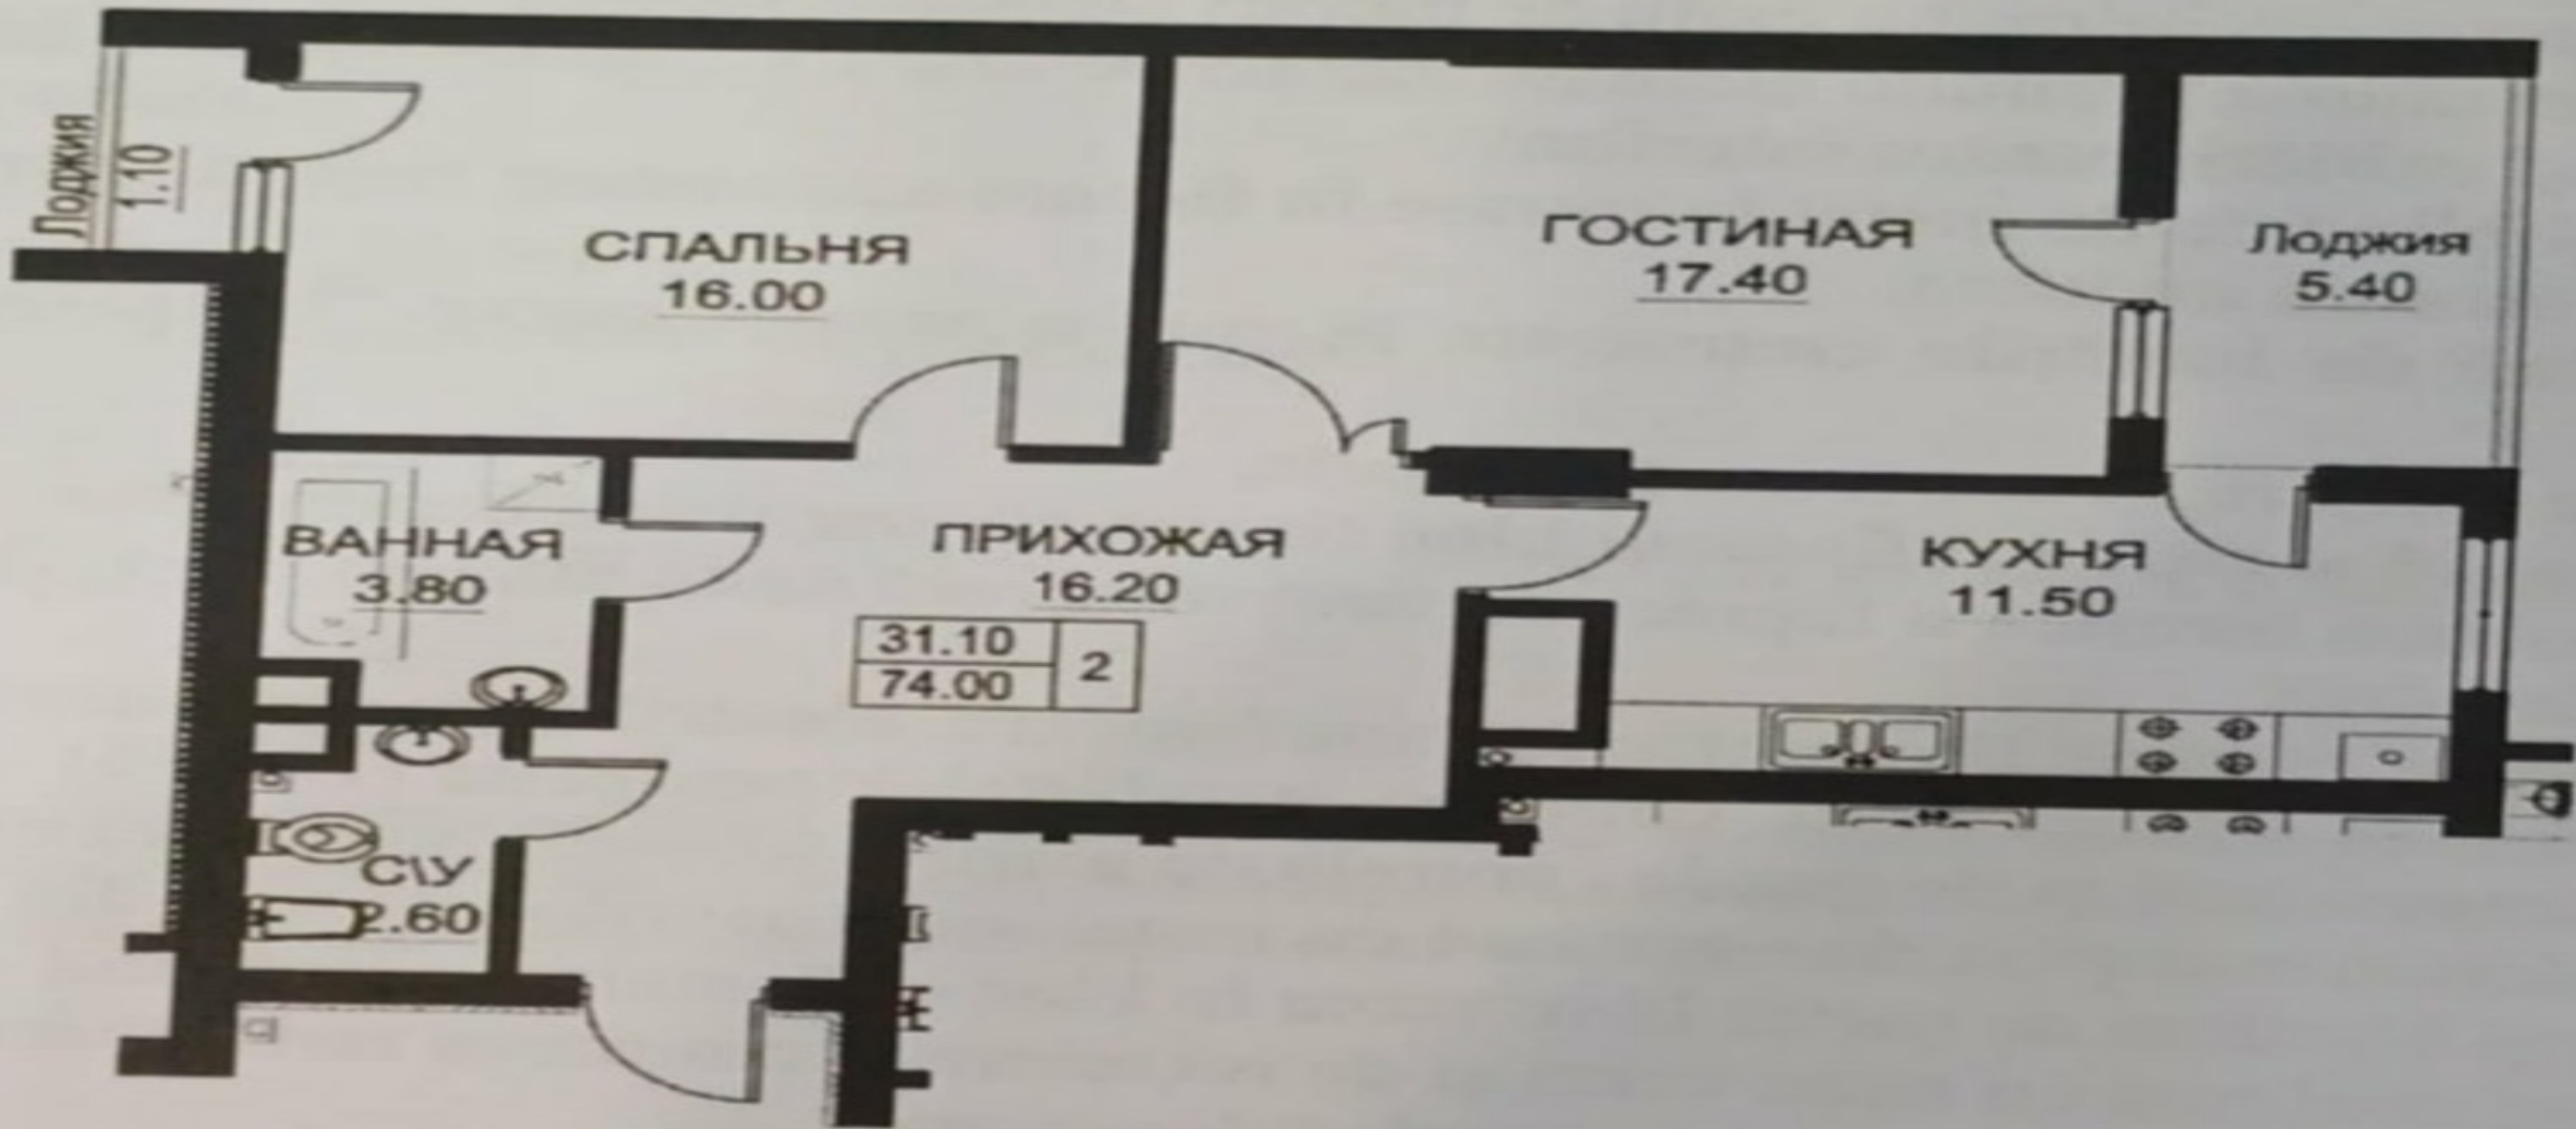 Лоджия
1.10
СПАЛЬНЯ
16.00
ГОСТИНАЯ
17.40
Лоджия
5.40
ВАННАЯ
3.80
ПРИХОЖАЯ
16.20
31.10
74.00
2
КУХНЯ
11.50
С\У
2.60